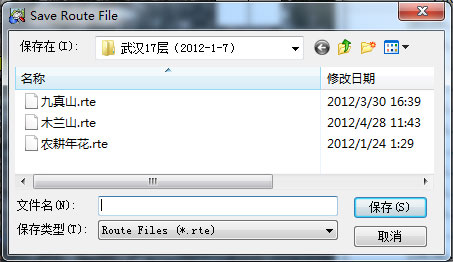 Save Route File
保存在(I): 武汉17层（2012-1-7）
名称 修改日期
九真山.rte 2012/3/30 16:39
木兰山.rte 2012/4/28 11:43
农耕年花.rte 2012/1/24 1:29
文件名(N): 保存(S)
保存类型(T): Route Files (*.rte) 取消